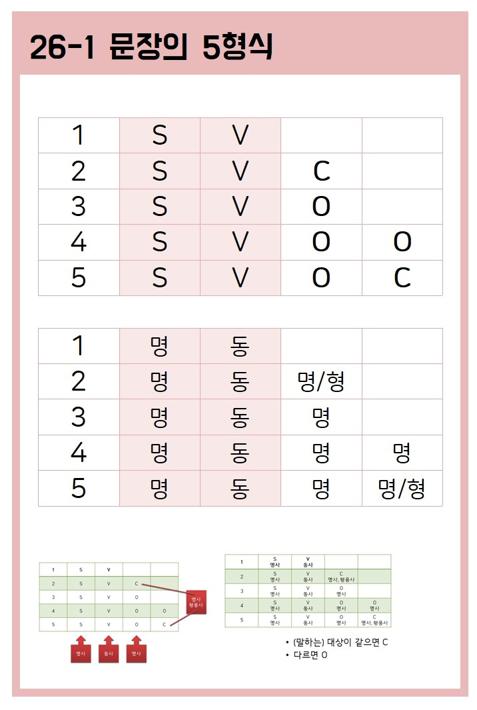 26-1 문장의 5형식
1 S V
2 S V C
3 S V O
4 S V O O
5 S V O C
1 명 동
2 명 동 명/형
3 명 동 명
4 명 동 명 명
5 명 동 명 명/형
1 S V
2 S V C
3 S V O
4 S V O O
5 S V O C
명사
형용사
명사 동사 명사
1 S V
명사 동사
2 S V C
명사 동사 명사, 형용사
3 S V O
명사 동사 명사
4 S V O O
명사 동사 명사 명사
5 S V O C
명사 동사 명사 명사, 형용사
• (말하는) 대상이 같으면 C
• 다르면 O